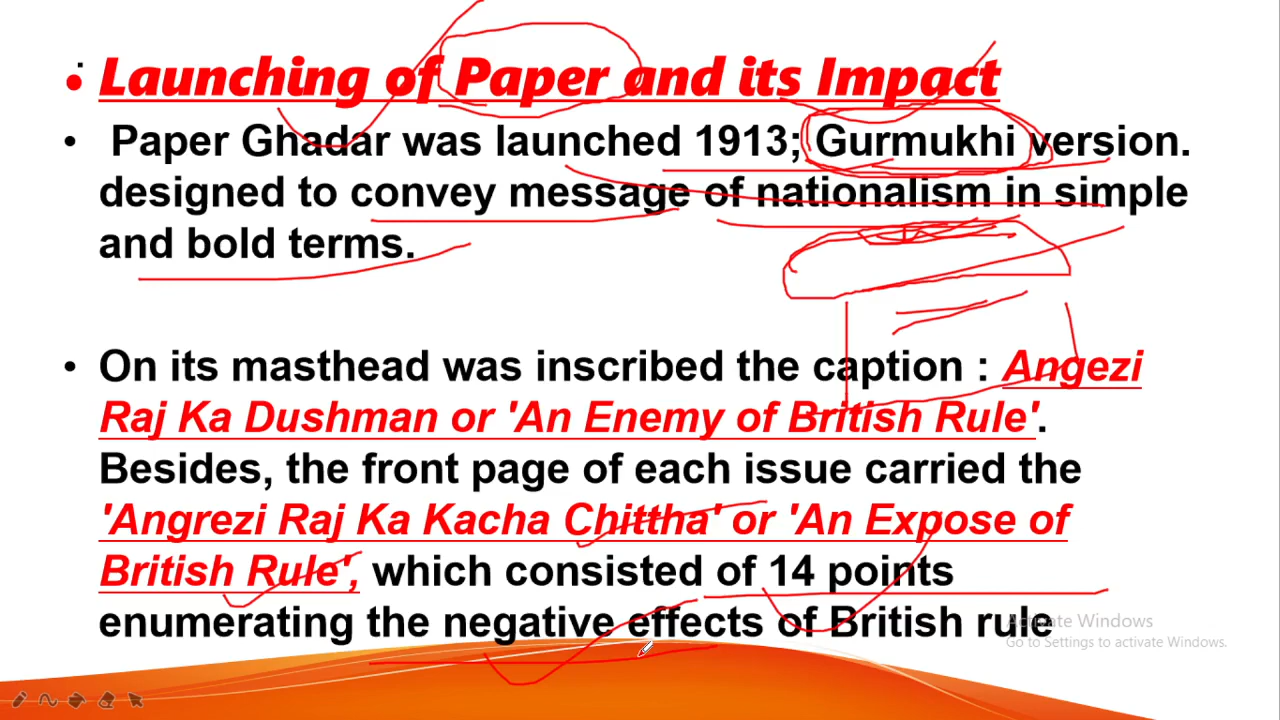 • Launching of Paper and its Impact
• Paper Ghadar was launched 1913; Gurmukhi version.
designed to convey message of nationalism in simple
and bold terms.
• On its masthead was inscribed the caption : Angezi
Raj Ka Dushman or 'An Enemy of British Rule'.
Besides, the front page of each issue carried the
'Angrezi Raj Ka Kacha Chittha' or 'An Expose of
British Rule', which consisted of 14 points
enumerating the negative effects of British rule
Activate Windows
Go to Settings to activate Windows.